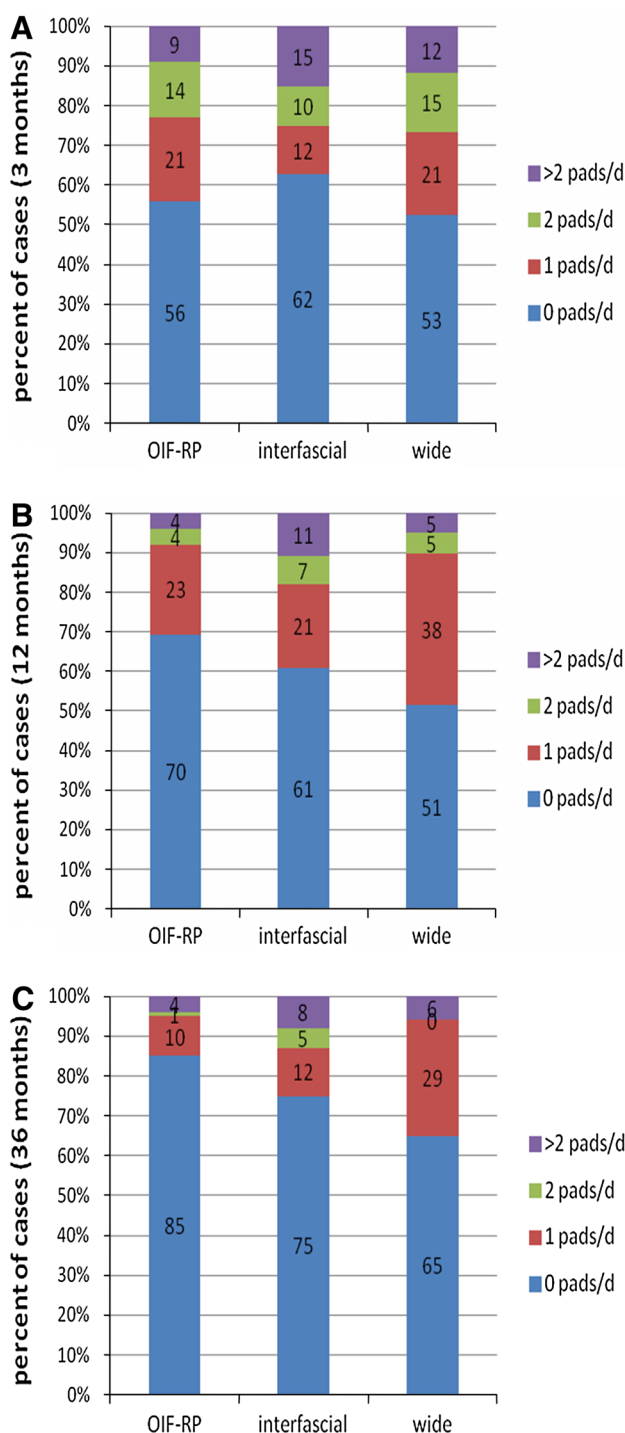 A
percent of cases (3 months)
100%
90%
80%
70%
60%
50%
40%
30%
20%
10%
0%
9 15 12
14 10 15
21 12 21
56 62 53
OIF-RP interfascial wide
>2 pads/d
2 pads/d
1 pads/d
0 pads/d
B
percent of cases (12 months)
100%
90%
80%
70%
60%
50%
40%
30%
20%
10%
0%
4 11 5
4 7 5
23 21 38
70 61 51
OIF-RP interfascial wide
>2 pads/d
2 pads/d
1 pads/d
0 pads/d
C
percent of cases (36 months)
100%
90%
80%
70%
60%
50%
40%
30%
20%
10%
0%
4 8 6
1 5 0
10 12 29
85 75 65
OIF-RP interfascial wide
>2 pads/d
2 pads/d
1 pads/d
0 pads/d